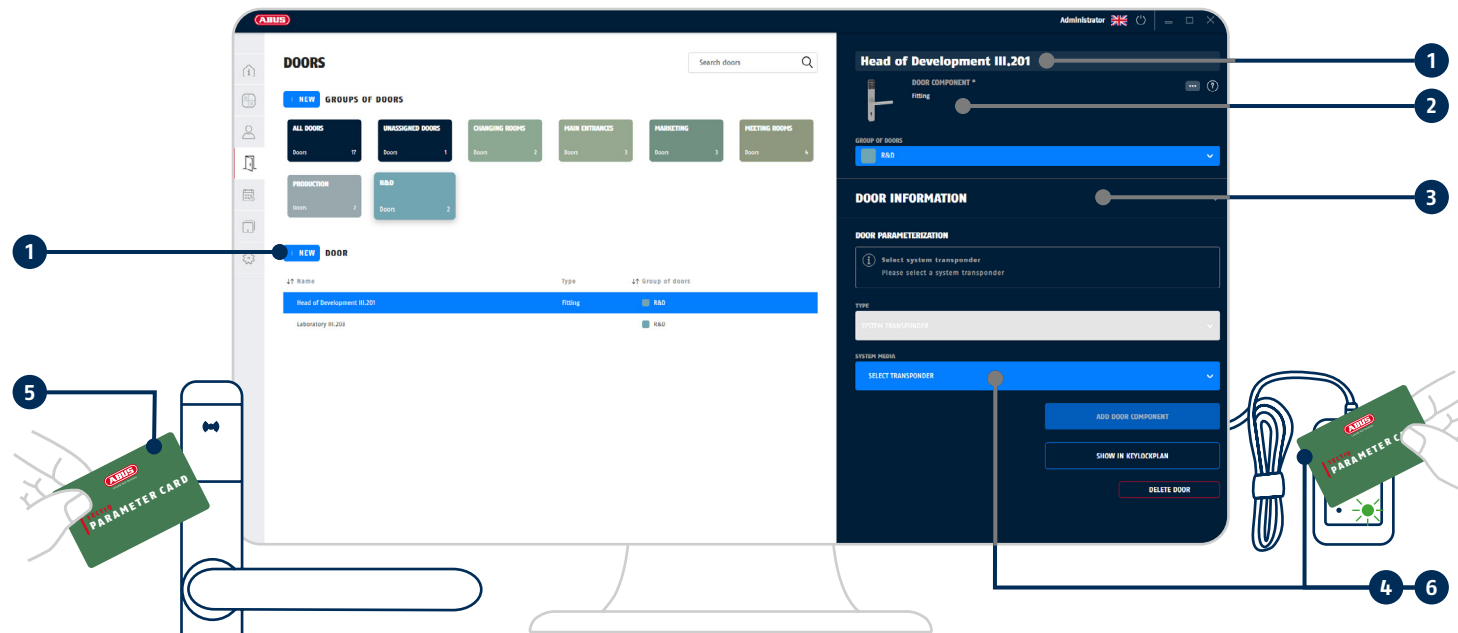 ABUS
Administrator
DOORS
Search doors
NEW GROUPS OF DOORS
ALL DOORS
Doors 17
UNASSIGNED DOORS
Doors 1
CHANGING ROOMS
Doors 2
MAIN ENTRANCES
Doors 3
MARKETING
Doors 3
MEETING ROOMS
Doors 4
PRODUCTION
Doors 2
R&D
Doors 2
1
NEW DOOR
Name Type Group of doors
Head of Development III.201 Fitting R&D
Laboratory III.203 R&D
Head of Development III.201
1
DOOR COMPONENT *
Fitting
2
GROUP OF DOORS
R&D
DOOR INFORMATION
3
DOOR PARAMETERIZATION
Select system transponder
Please select a system transponder
TYPE
SYSTEM TRANSPONDER
SYSTEM MEDIA
SELECT TRANSPONDER
ADD DOOR COMPONENT
SHOW IN KEYLOCKPLAN
DELETE DOOR
5
ABUS
PARAMETER CARD
ABUS
PARAMETER C
4
6